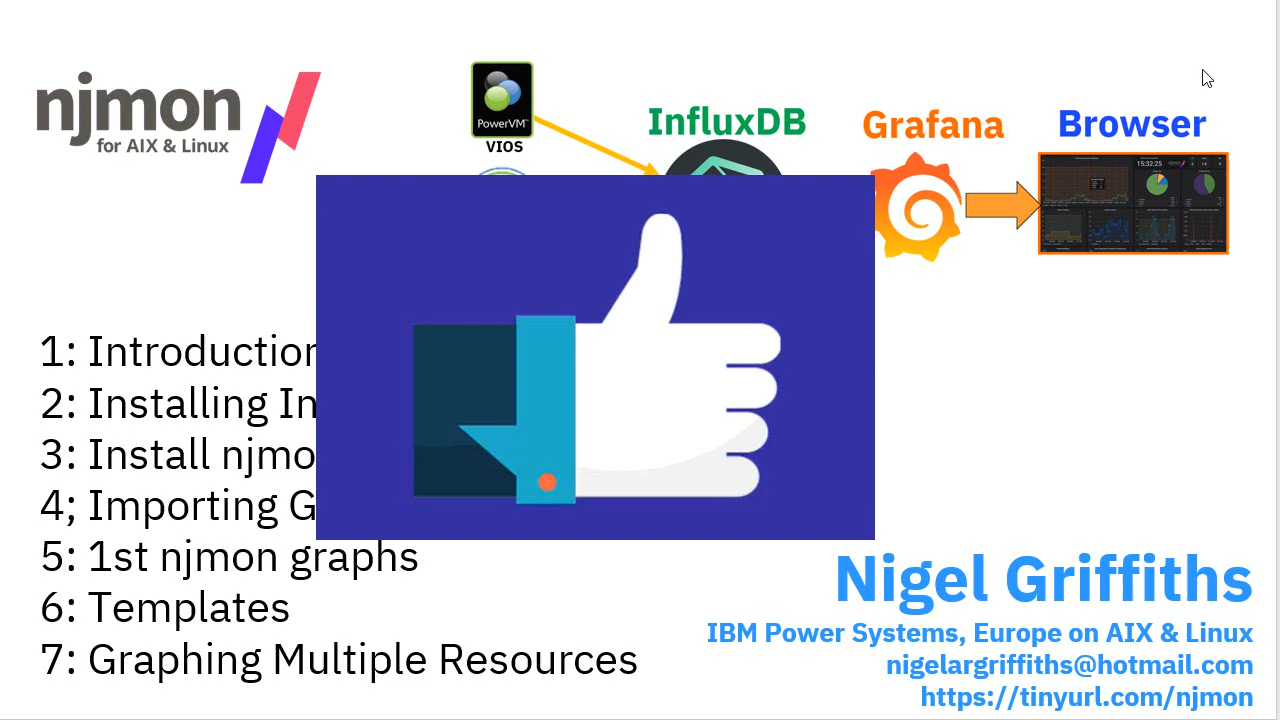 njmon
for AIX & Linux
PowerVM™
VIOS
InfluxDB
Grafana
Browser
15:32:25
1: Introduction
2: Installing In
3: Install njmo
4; Importing G
5: 1st njmon graphs
6: Templates
7: Graphing Multiple Resources
Nigel Griffiths
IBM Power Systems, Europe on AIX & Linux
nigelargriffiths@hotmail.com
https://tinyurl.com/njmon